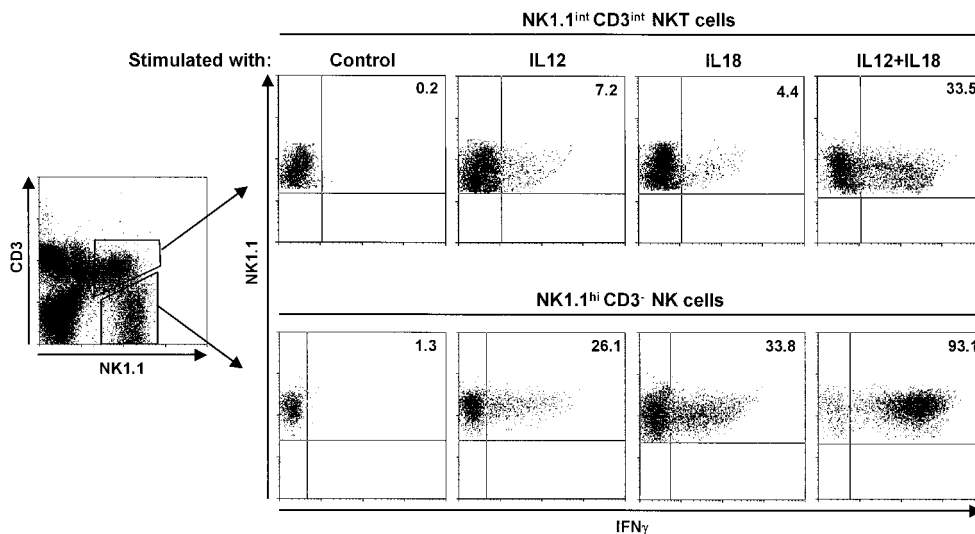 NK1.1int CD3int NKT cells
Stimulated with: Control IL12 IL18 IL12+IL18
0.2 7.2 4.4 33.5
CD3
NK1.1
NK1.1
NK1.1hi CD3- NK cells
1.3 26.1 33.8 93.1
IFNγ